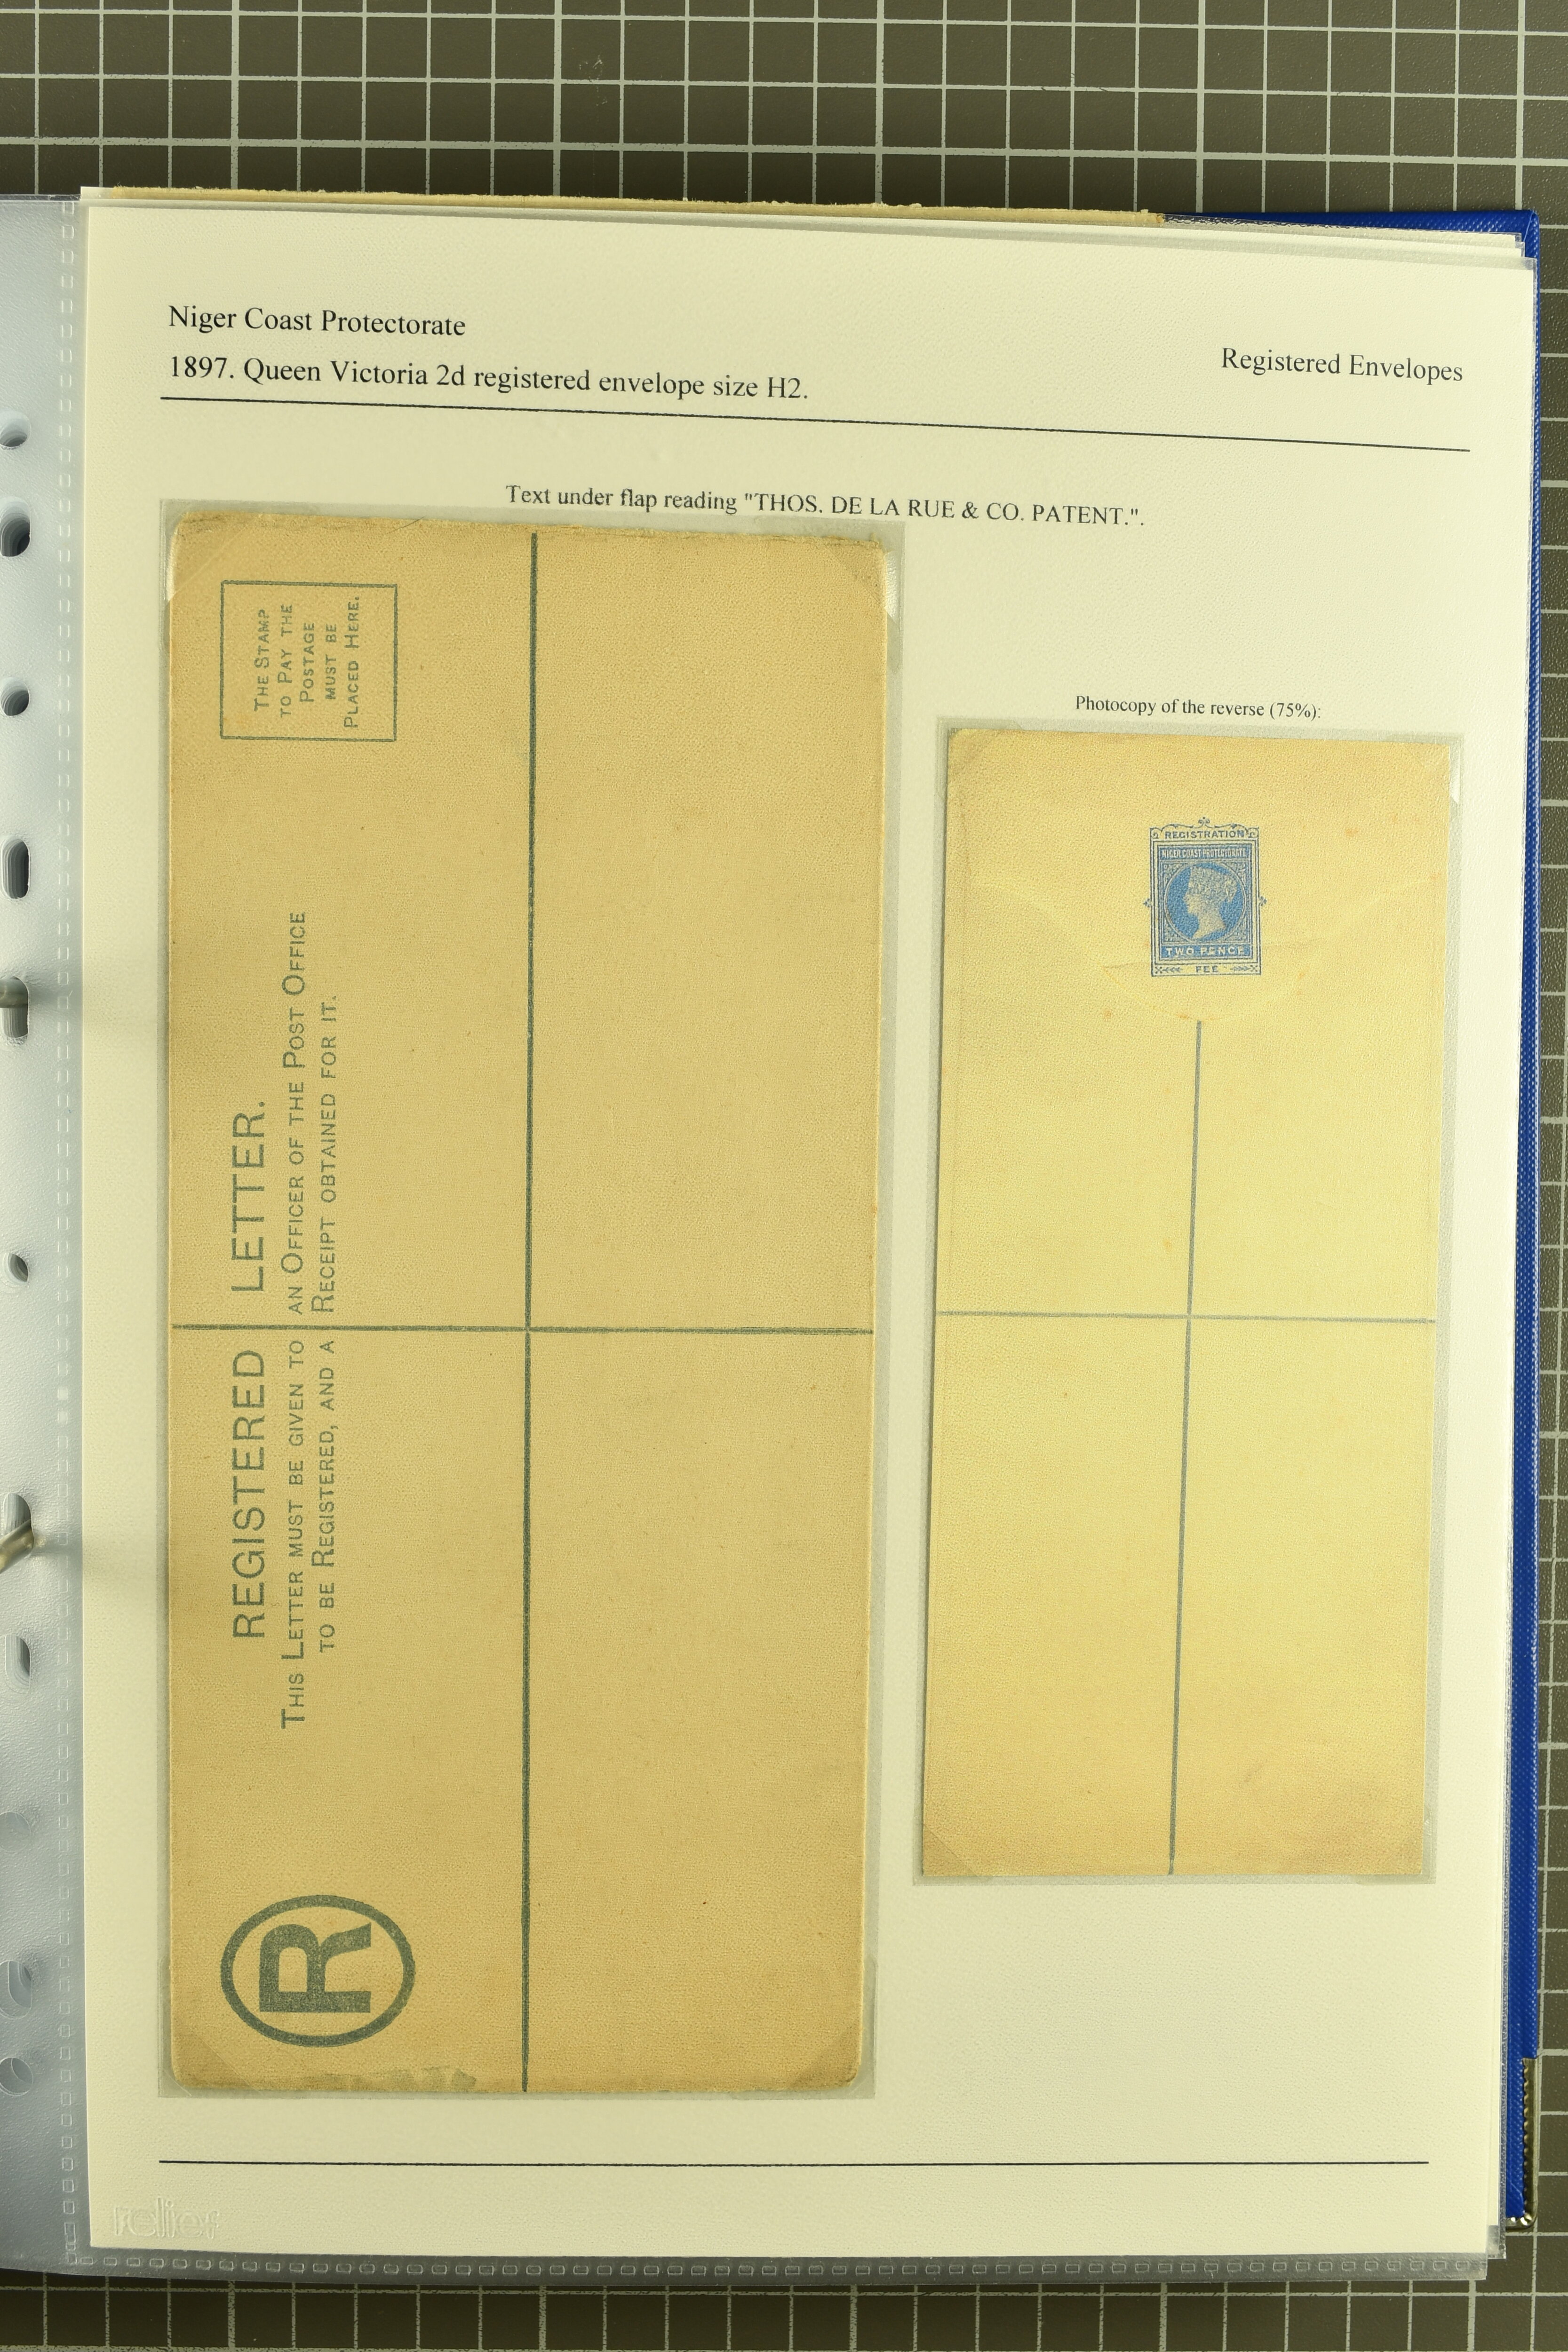 Niger Coast Protectorate
1897. Queen Victoria 2d registered envelope size H2.
Registered Envelopes
Text under flap reading "THOS. DE LA RUE & CO. PATENT.".
THE STAMP
TO PAY THE
POSTAGE
MUST BE
PLACED HERE.
REGISTERED LETTER.
THIS LETTER MUST BE GIVEN TO AN OFFICER OF THE POST OFFICE
TO BE REGISTERED, AND A RECEIPT OBTAINED FOR IT.
R
Photocopy of the reverse (75%):
REGISTRATION
NIGER COAST PROTECTORATE
TWO PENCE
FEE
relief